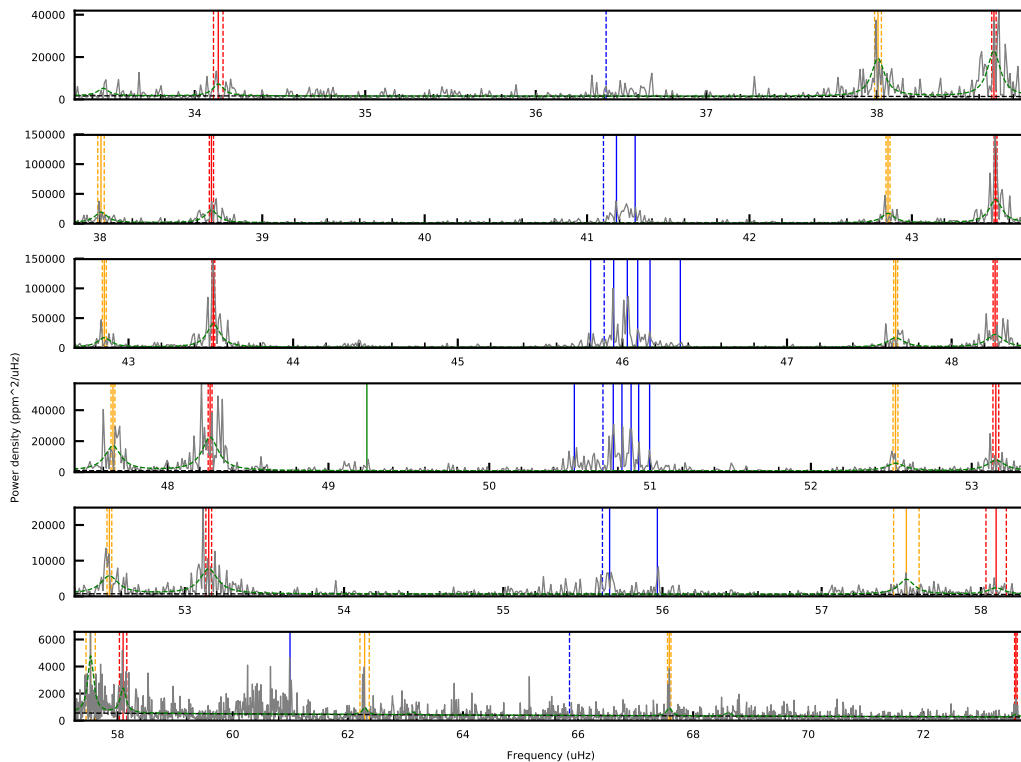 40000
20000
0
34 35 36 37 38
150000
100000
50000
0
38 39 40 41 42 43
150000
100000
50000
0
43 44 45 46 47 48
Power density (ppm^2/uHz)
40000
20000
0
48 49 50 51 52 53
20000
10000
0
53 54 55 56 57 58
6000
4000
2000
0
58 60 62 64 66 68 70 72
Frequency (uHz)